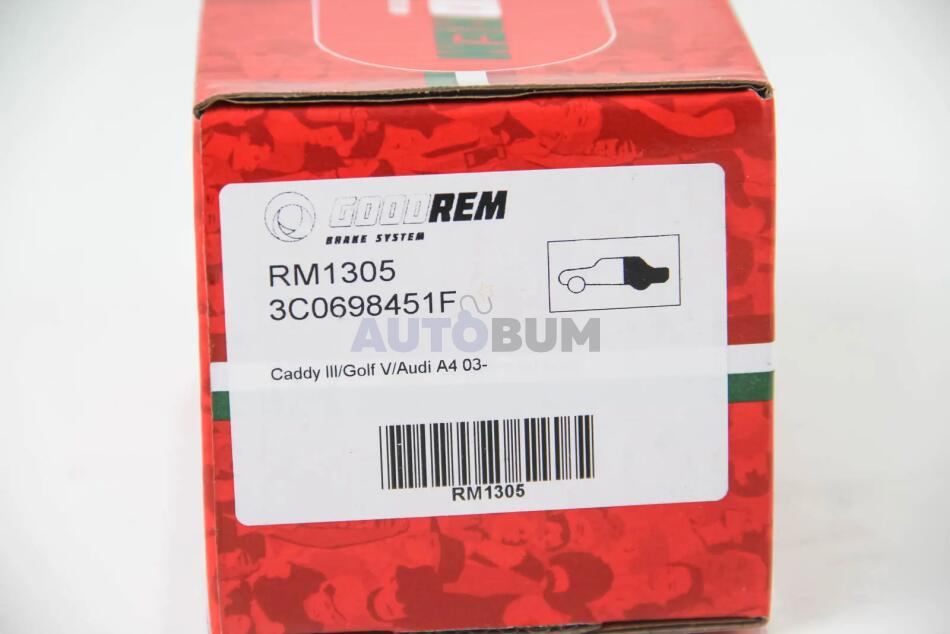 GOODREM
BRAKE SYSTEM
RM1305
3C0698451F
AUTOBUM
Caddy III/Golf V/Audi A4 03-
RM1305